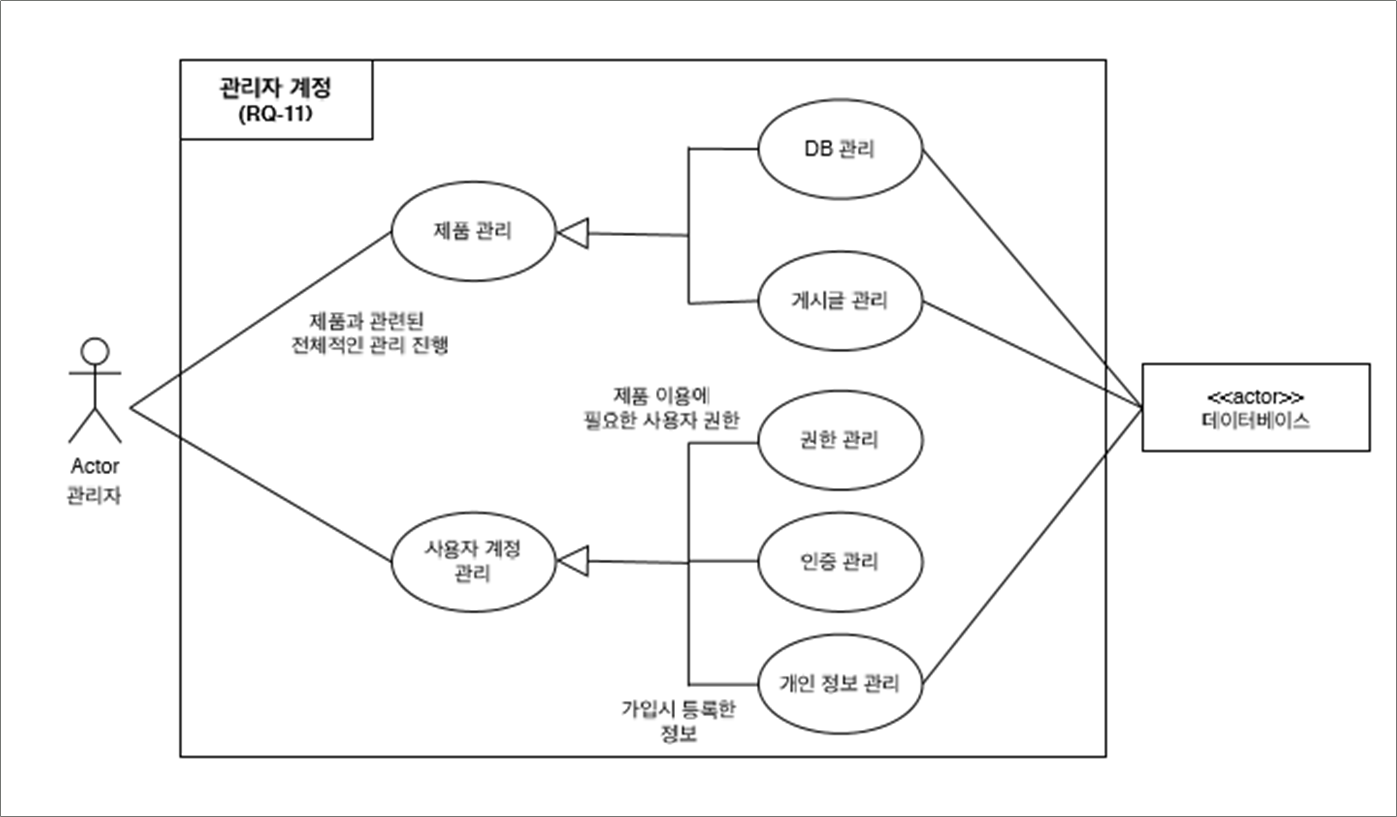 관리자 계정
(RQ-11)
DB 관리
제품 관리
게시글 관리
제품과 관련된
전체적인 관리 진행
제품 이용에
필요한 사용자 권한
<<actor>>
데이터베이스
권한 관리
Actor
관리자
사용자 계정
관리
인증 관리
개인 정보 관리
가입시 등록한
정보